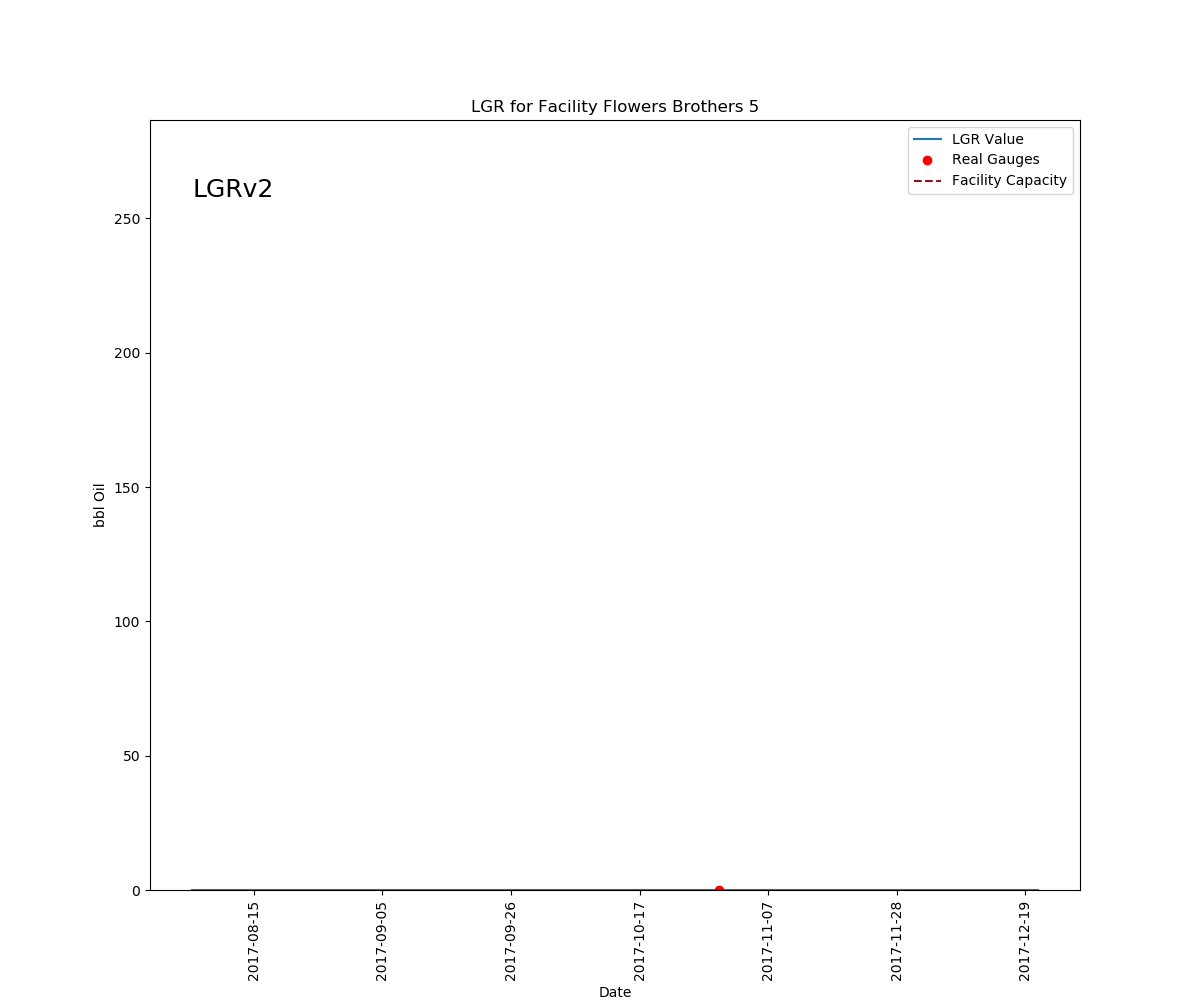 LGR for Facility Flowers Brothers 5
LGR Value
Real Gauges
Facility Capacity
LGRv2
250
200
150
100
50
0
bbl Oil
2017-08-15
2017-09-05
2017-09-26
2017-10-17
2017-11-07
2017-11-28
2017-12-19
Date